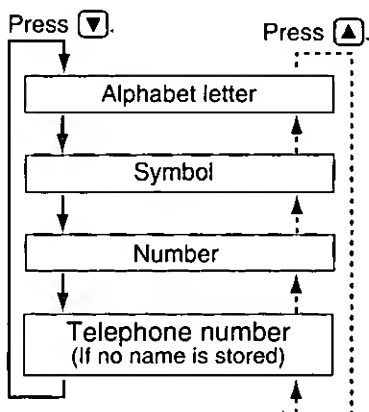 Press ▼.
Press ▲.
Alphabet letter
Symbol
Number
Telephone number
(If no name is stored)